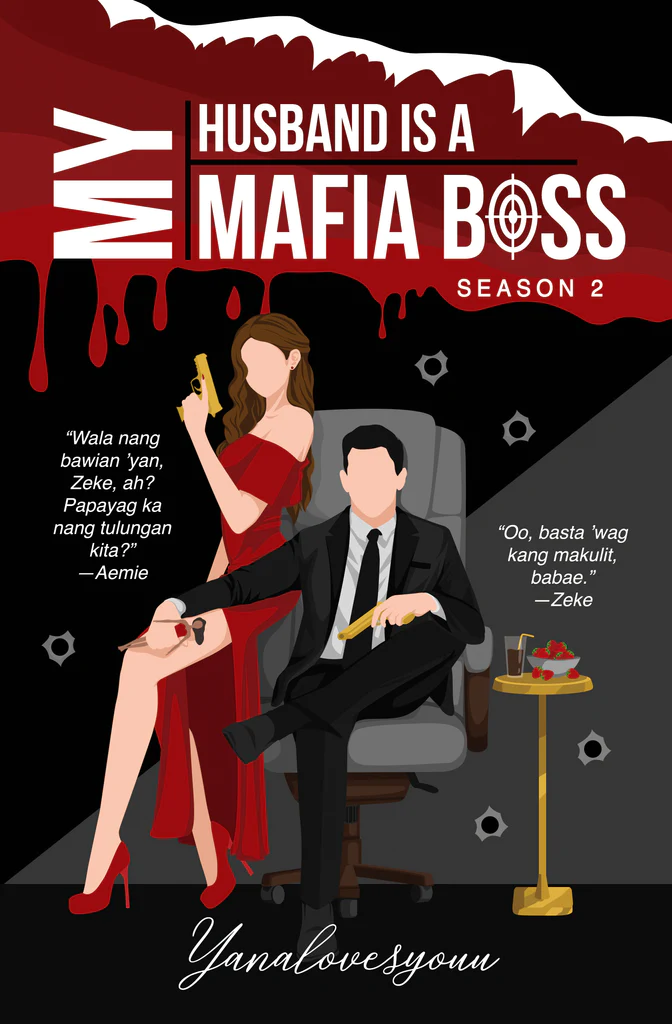 MY
HUSBAND IS A
MAFIA BOSS
SEASON 2
“Wala nang
bawian ’yan,
Zeke, ah?
Papayag ka
nang tulungan
kita?”
—Aemie
“Oo, basta ’wag
kang makulit,
babae.”
—Zeke
Yanalovesyouu